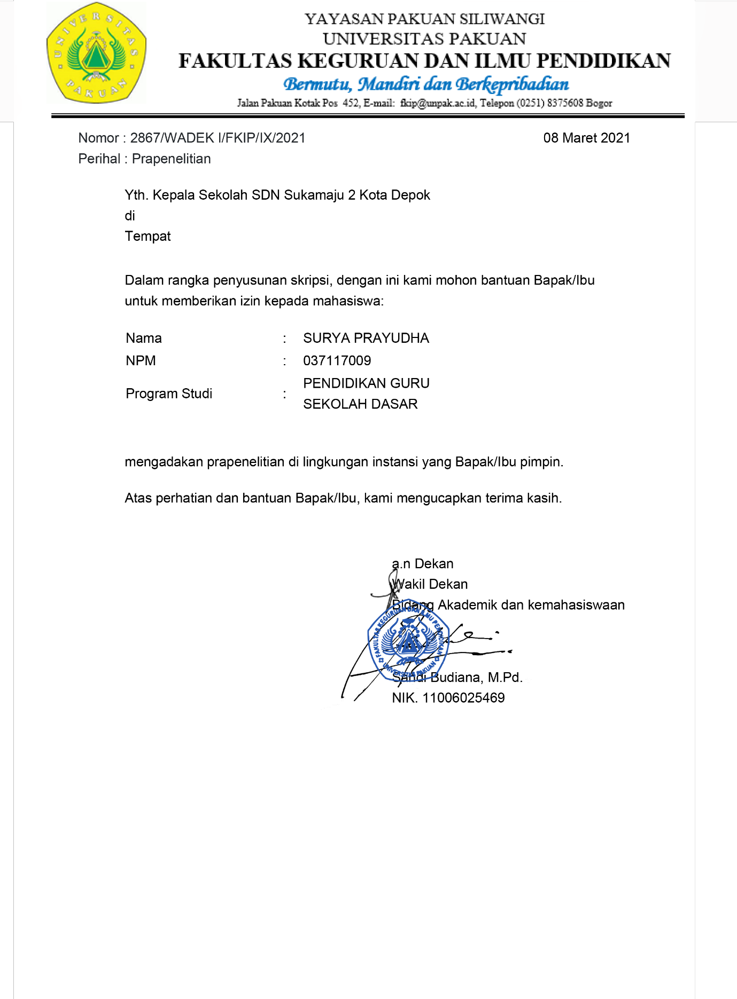 UNIVERSITAS
PAKUAN
YAYASAN PAKUAN SILIWANGI
UNIVERSITAS PAKUAN
FAKULTAS KEGURUAN DAN ILMU PENDIDIKAN
Bermutu, Mandiri dan Berkepribadian
Jalan Pakuan Kotak Pos 452, E-mail: fkip@unpak.ac.id, Telepon (0251) 8375608 Bogor
Nomor : 2867/WADEK I/FKIP/IX/2021 08 Maret 2021
Perihal : Prapenelitian
Yth. Kepala Sekolah SDN Sukamaju 2 Kota Depok
di
Tempat
Dalam rangka penyusunan skripsi, dengan ini kami mohon bantuan Bapak/Ibu
untuk memberikan izin kepada mahasiswa:
Nama : SURYA PRAYUDHA
NPM : 037117009
Program Studi : PENDIDIKAN GURU
SEKOLAH DASAR
mengadakan prapenelitian di lingkungan instansi yang Bapak/Ibu pimpin.
Atas perhatian dan bantuan Bapak/Ibu, kami mengucapkan terima kasih.
a.n Dekan
Wakil Dekan
Bidang Akademik dan kemahasiswaan
FAKULTAS KEGURUAN DAN ILMU PENDIDIKAN
UNIVERSITAS PAKUAN
Sandi Budiana, M.Pd.
NIK. 11006025469